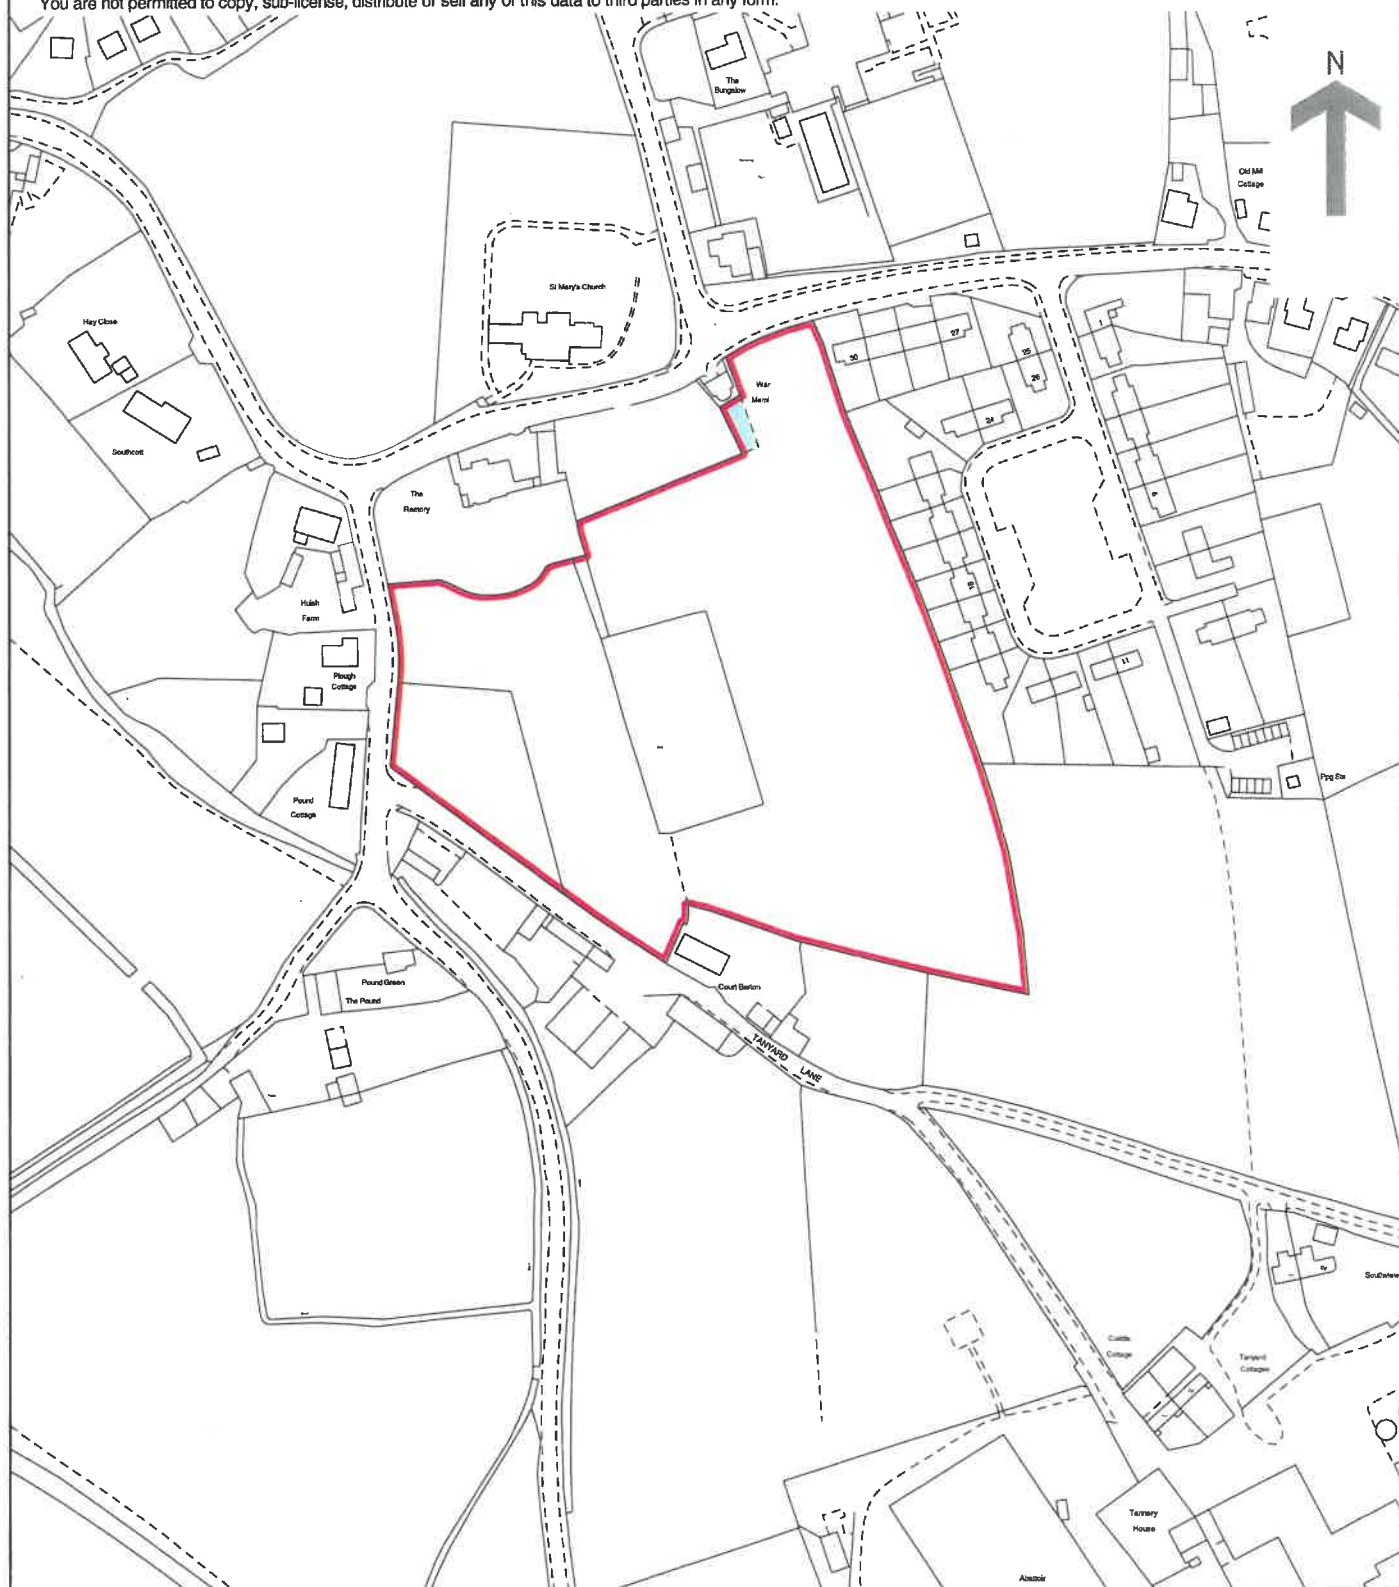 You are not permitted to copy, sub-license, distribute or sell any of this data to third parties in any form.
N
The
Bungalow
Old Mill
Cottage
St Mary's Church
Hay Close
Southcott
War
Meml
27
30
25
26
24
1
The
Rectory
Huish
Farm
Plough
Cottage
Pound
Cottage
11
Ppg Sta
Pound Green
The Pound
Court Barton
TANYARD
LANE
Southview
Tanyard
Cottages
Cottage
Tannery
House
Abattoir